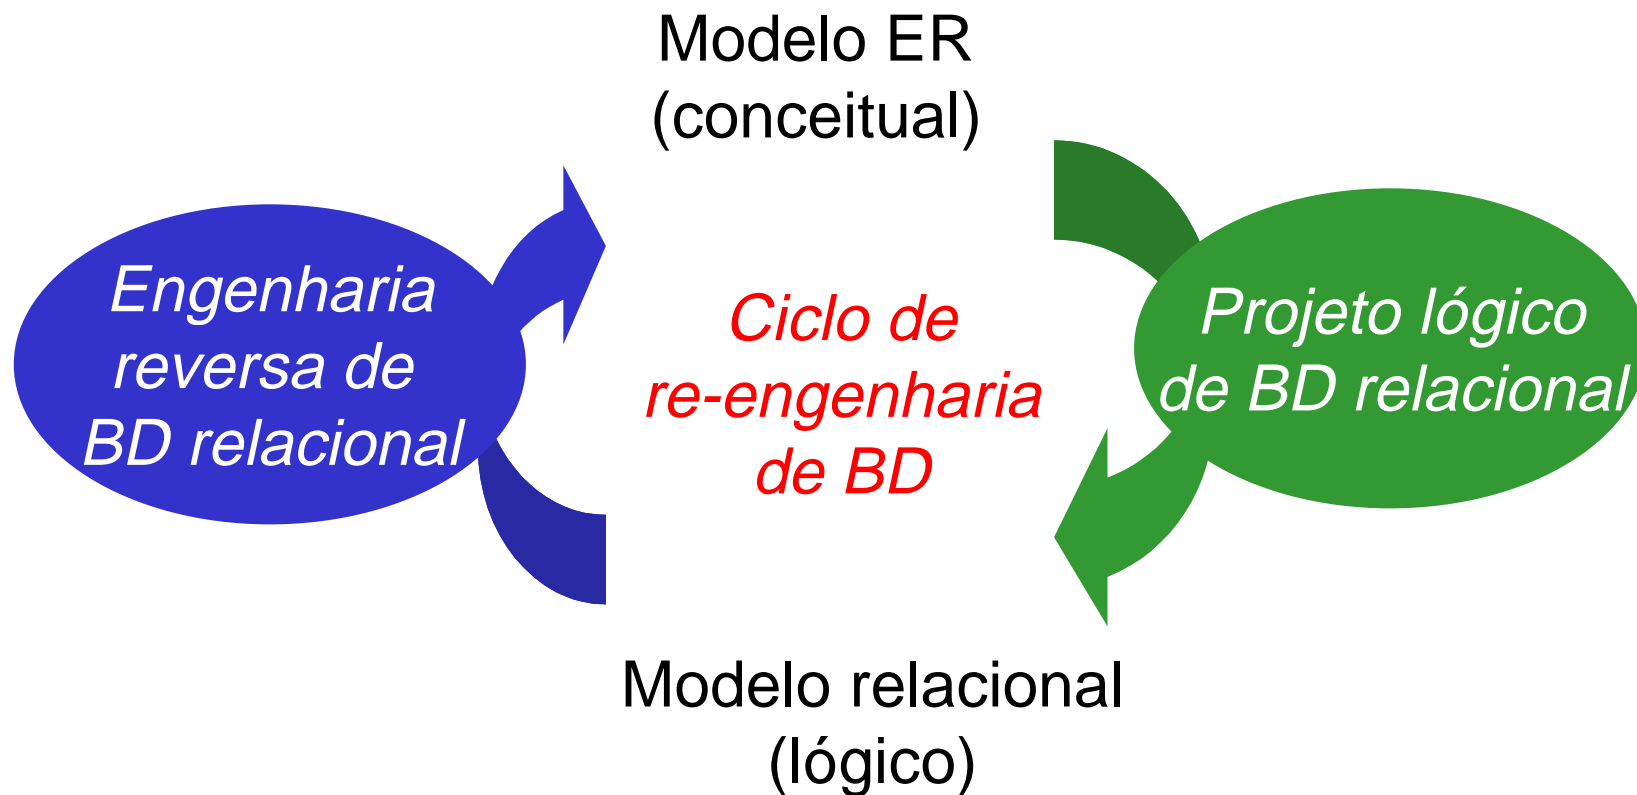 Modelo ER
(conceitual)
Engenharia
reversa de
BD relacional
Ciclo de
re-engenharia
de BD
Projeto lógico
de BD relacional
Modelo relacional
(lógico)